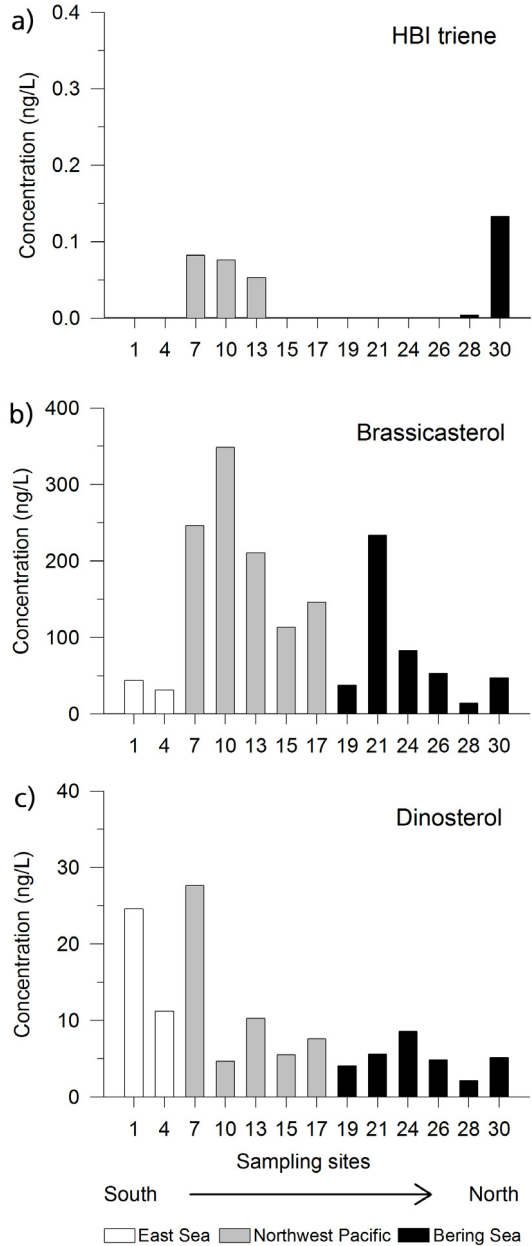 a)
HBI triene
Concentration (ng/L)
0.4
0.3
0.2
0.1
0.0
1 4 7 10 13 15 17 19 21 24 26 28 30
b)
Brassicasterol
Concentration (ng/L)
400
300
200
100
0
1 4 7 10 13 15 17 19 21 24 26 28 30
c)
Dinosterol
Concentration (ng/L)
40
30
20
10
0
1 4 7 10 13 15 17 19 21 24 26 28 30
Sampling sites
South North
East Sea Northwest Pacific Bering Sea